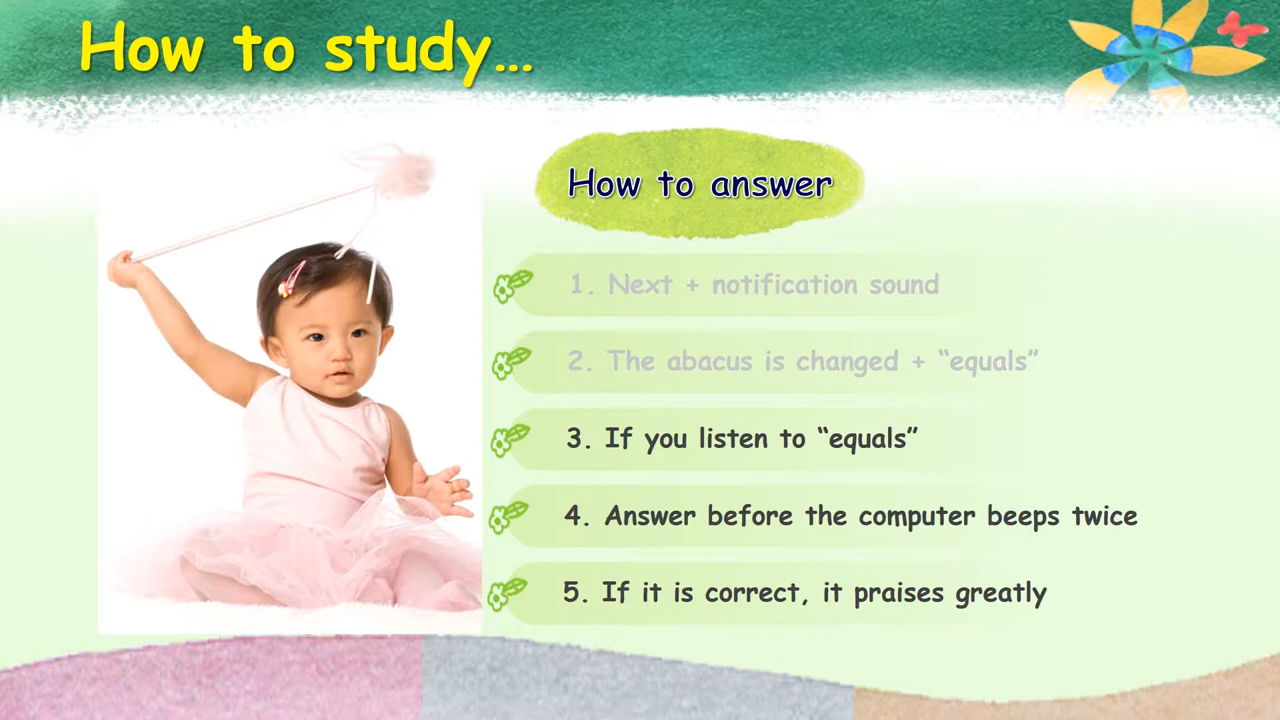 How to study...
How to answer
1. Next + notification sound
2. The abacus is changed + “equals”
3. If you listen to “equals”
4. Answer before the computer beeps twice
5. If it is correct, it praises greatly